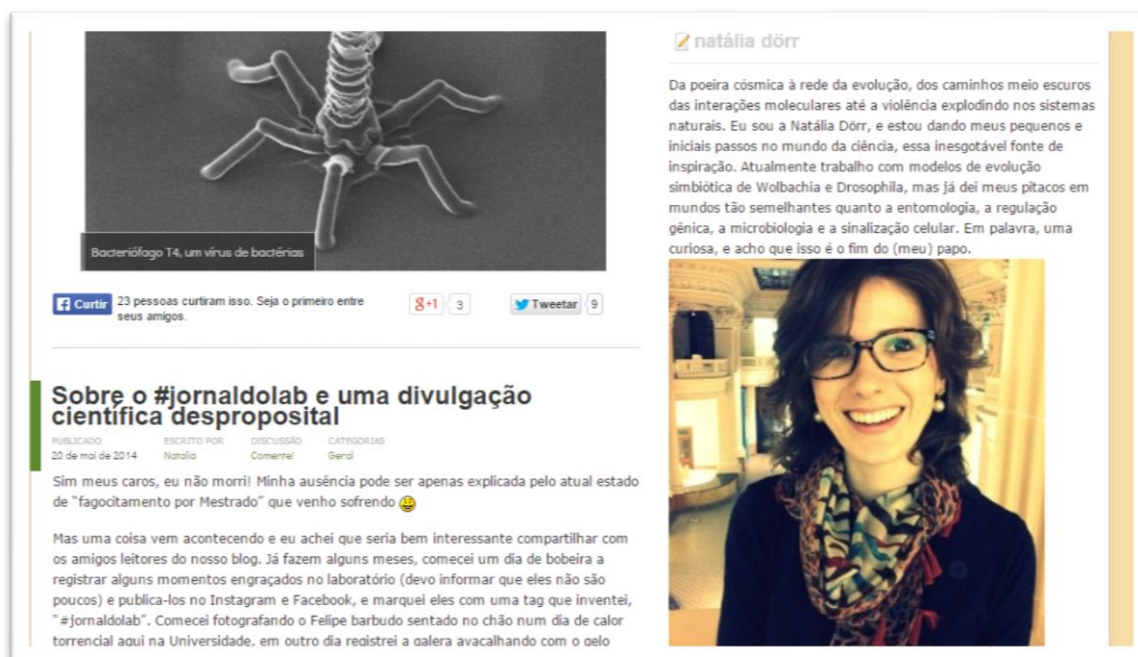 Bacteriófago T4, um vírus de bactérias
Curtir
23 pessoas curtiram isso. Seja o primeiro entre
seus amigos.
g+1
3
Tweetar
9
Sobre o #jornaldolab e uma divulgação
científica desproposital
PUBLICADO ESCRITO POR DISCUSSÃO CATEGORIAS
20 de mai de 2014 Natalia Comente! Geral
Sim meus caros, eu não morri! Minha ausência pode ser apenas explicada pelo atual estado
de "fagocitamento por Mestrado" que venho sofrendo
Mas uma coisa vem acontecendo e eu achei que seria bem interessante compartilhar com
os amigos leitores do nosso blog. Já fazem alguns meses, comecei um dia de bobeira a
registrar alguns momentos engraçados no laboratório (devo informar que eles não são
poucos) e publica-los no Instagram e Facebook, e marquei eles com uma tag que inventei,
"#jornaldolab". Comecei fotografando o Felipe barbudo sentado no chão num dia de calor
torrencial aqui na Universidade, em outro dia registrei a galera avacalhando com o gelo
natália dörr
Da poeira cósmica à rede da evolução, dos caminhos meio escuros
das interações moleculares até a violência explodindo nos sistemas
naturais. Eu sou a Natália Dörr, e estou dando meus pequenos e
iniciais passos no mundo da ciência, essa inesgotável fonte de
inspiração. Atualmente trabalho com modelos de evolução
simbiótica de Wolbachia e Drosophila, mas já dei meus pitacos em
mundos tão semelhantes quanto a entomologia, a regulação
gênica, a microbiologia e a sinalização celular. Em palavra, uma
curiosa, e acho que isso é o fim do (meu) papo.